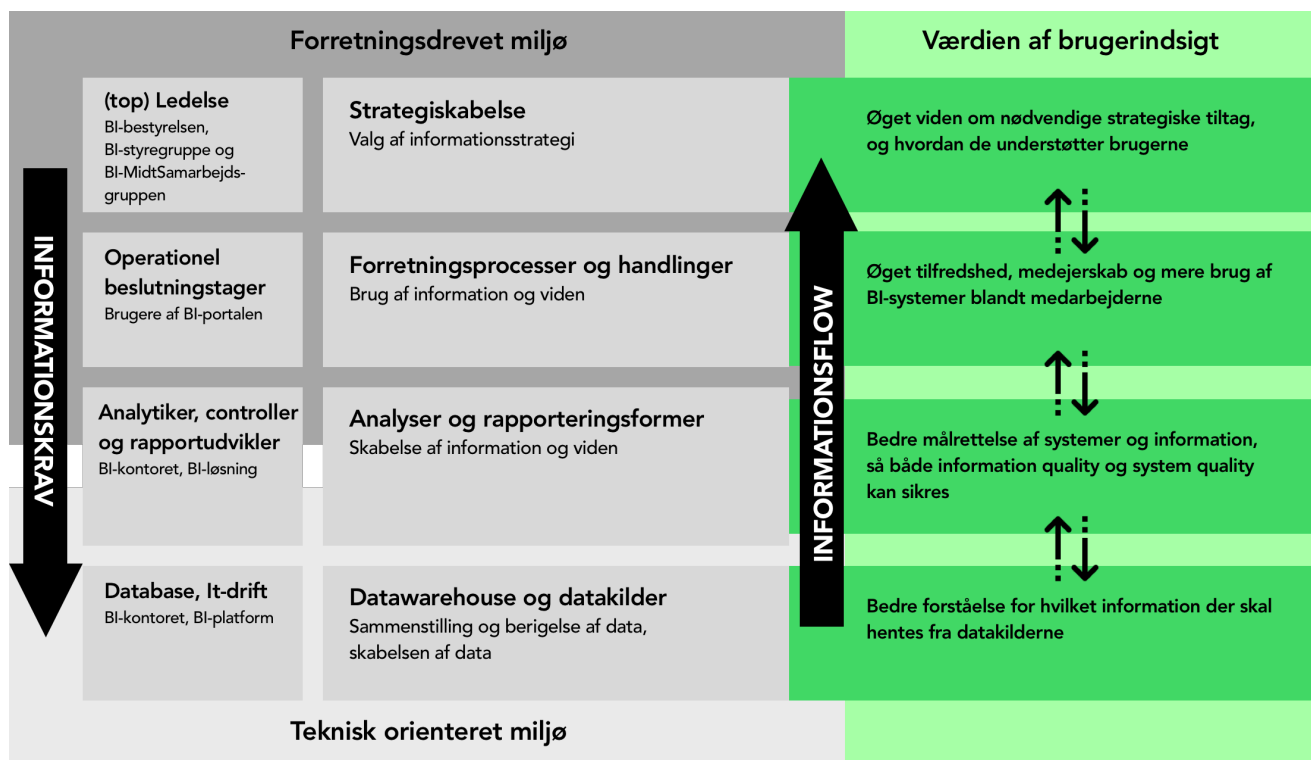 Forretningsdrevet miljø
Værdien af brugerindsigt
INFORMATIONSKRAV
(top) Ledelse
BI-bestyrelsen,
BI-styregruppe og
BI-MidtSamarbejds-
gruppen
Strategiskabelse
Valg af informationsstrategi
Øget viden om nødvendige strategiske tiltag,
og hvordan de understøtter brugerne
Operationel
beslutningstager
Brugere af BI-portalen
Forretningsprocesser og handlinger
Brug af information og viden
INFORMATIONSFLOW
Øget tilfredshed, medejerskab og mere brug af
BI-systemer blandt medarbejderne
Analytiker, controller
og rapportudvikler
BI-kontoret, BI-løsning
Analyser og rapporteringsformer
Skabelse af information og viden
Bedre målrettelse af systemer og information,
så både information quality og system quality
kan sikres
Database, It-drift
BI-kontoret, BI-platform
Datawarehouse og datakilder
Sammenstilling og berigelse af data,
skabelsen af data
Bedre forståelse for hvilket information der skal
hentes fra datakilderne
Teknisk orienteret miljø